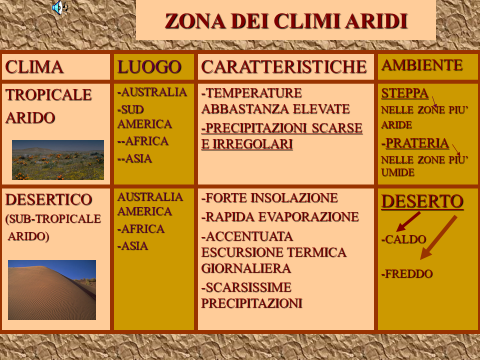 ZONA DEI CLIMI ARIDI
CLIMA
LUOGO
CARATTERISTICHE
AMBIENTE
TROPICALE
ARIDO
-AUSTRALIA
-SUD
AMERICA
--AFRICA
--ASIA
-TEMPERATURE
ABBASTANZA ELEVATE
-PRECIPITAZIONI SCARSE
E IRREGOLARI
STEPPA
NELLE ZONE PIU'
ARIDE
-PRATERIA
NELLE ZONE PIU'
UMIDE
DESERTICO
(SUB-TROPICALE
ARIDO)
AUSTRALIA
AMERICA
-AFRICA
-ASIA
-FORTE INSOLAZIONE
-RAPIDA EVAPORAZIONE
-ACCENTUATA
ESCURSIONE TERMICA
GIORNALIERA
-SCARSISSIME
PRECIPITAZIONI
DESERTO
-CALDO
-FREDDO